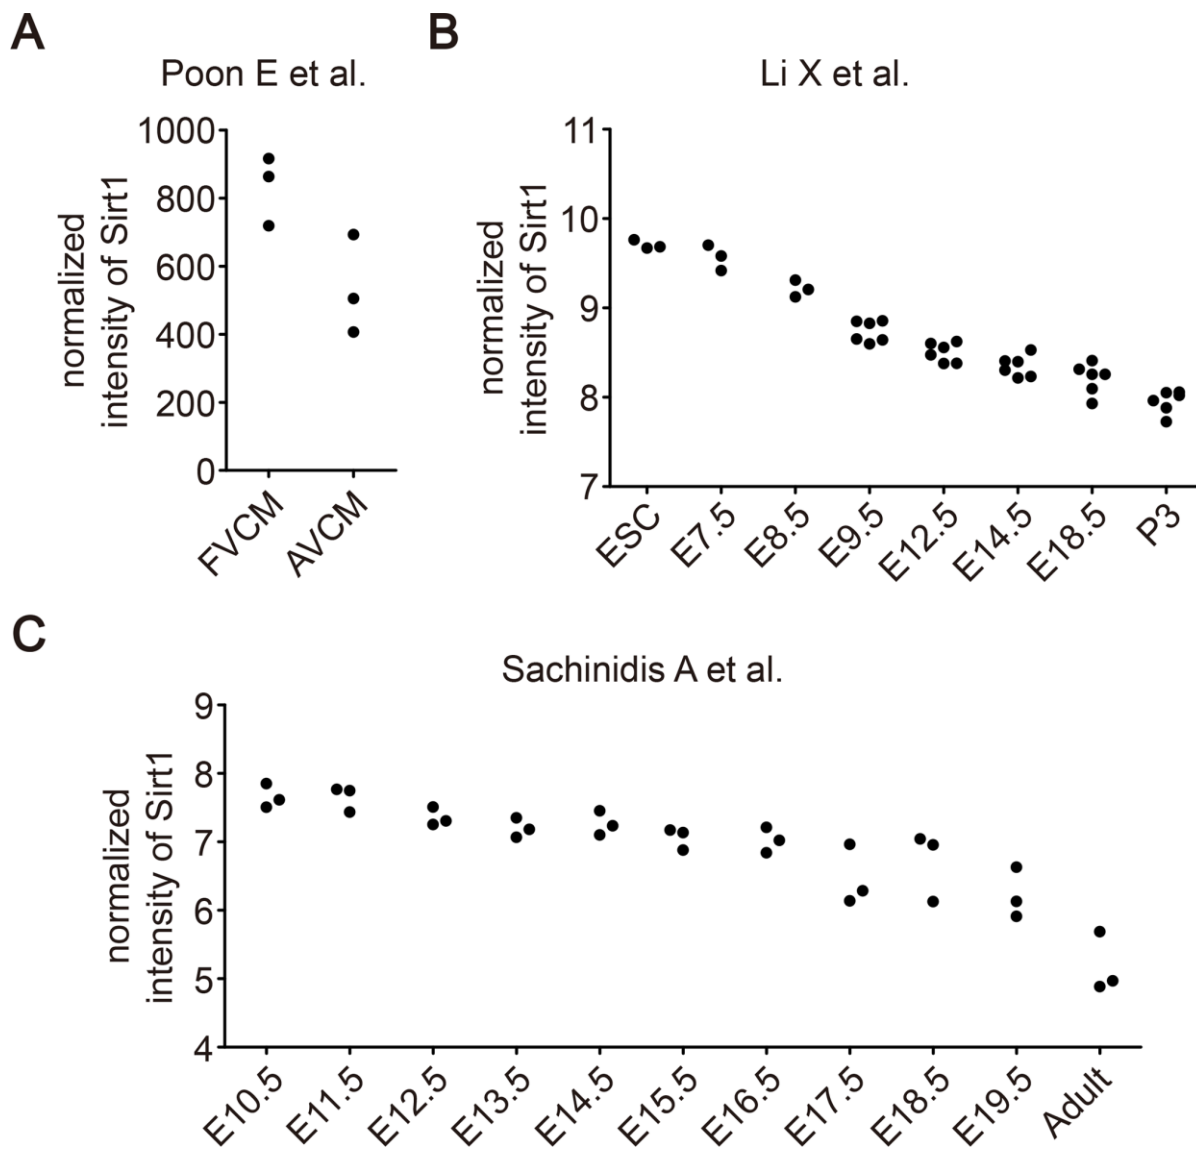 A
Poon E et al.
normalized
intensity of Sirt1
1000
800
600
400
200
0
FVCM
AVCM
B
Li X et al.
normalized
intensity of Sirt1
11
10
9
8
7
ESC
E7.5
E8.5
E9.5
E12.5
E14.5
E18.5
P3
C
Sachinidis A et al.
normalized
intensity of Sirt1
9
8
7
6
5
4
E10.5
E11.5
E12.5
E13.5
E14.5
E15.5
E16.5
E17.5
E18.5
E19.5
Adult